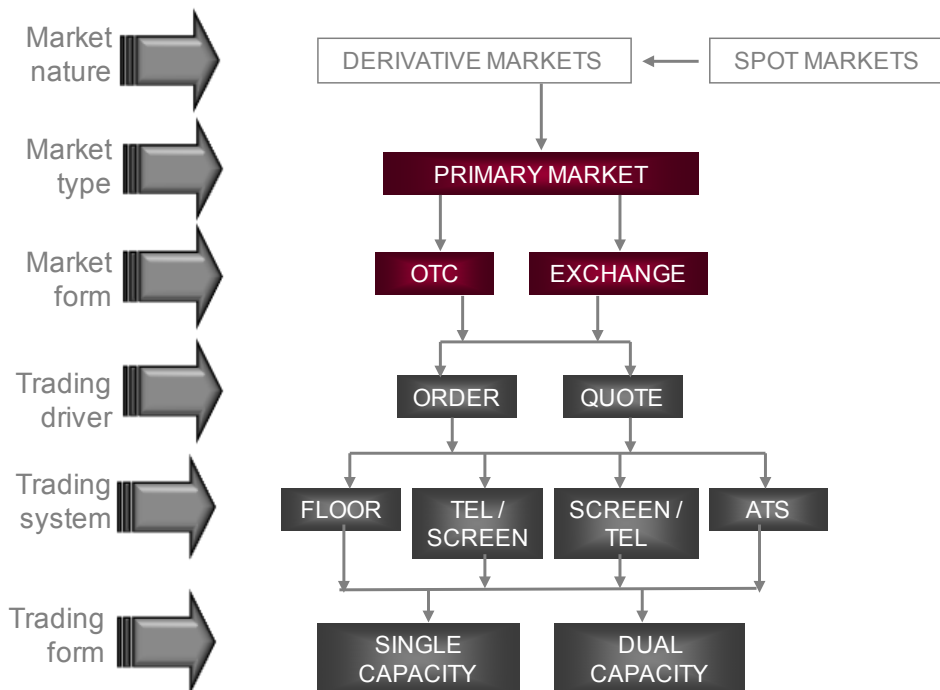 Market
nature
DERIVATIVE MARKETS
SPOT MARKETS
Market
type
PRIMARY MARKET
Market
form
OTC
EXCHANGE
Trading
driver
ORDER
QUOTE
Trading
system
FLOOR
TEL /
SCREEN
SCREEN /
TEL
ATS
Trading
form
SINGLE
CAPACITY
DUAL
CAPACITY